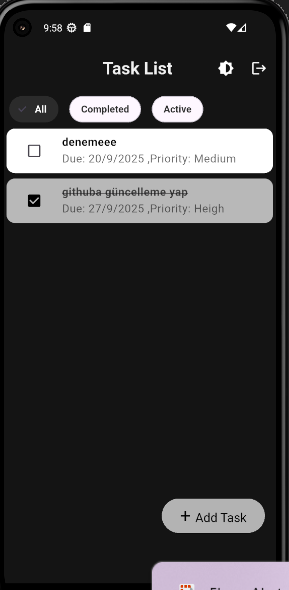 9:58
Task List
All
Completed
Active
denemeee
Due: 20/9/2025 ,Priority: Medium
githuba güncelleme yap
Due: 27/9/2025 ,Priority: Heigh
+ Add Task